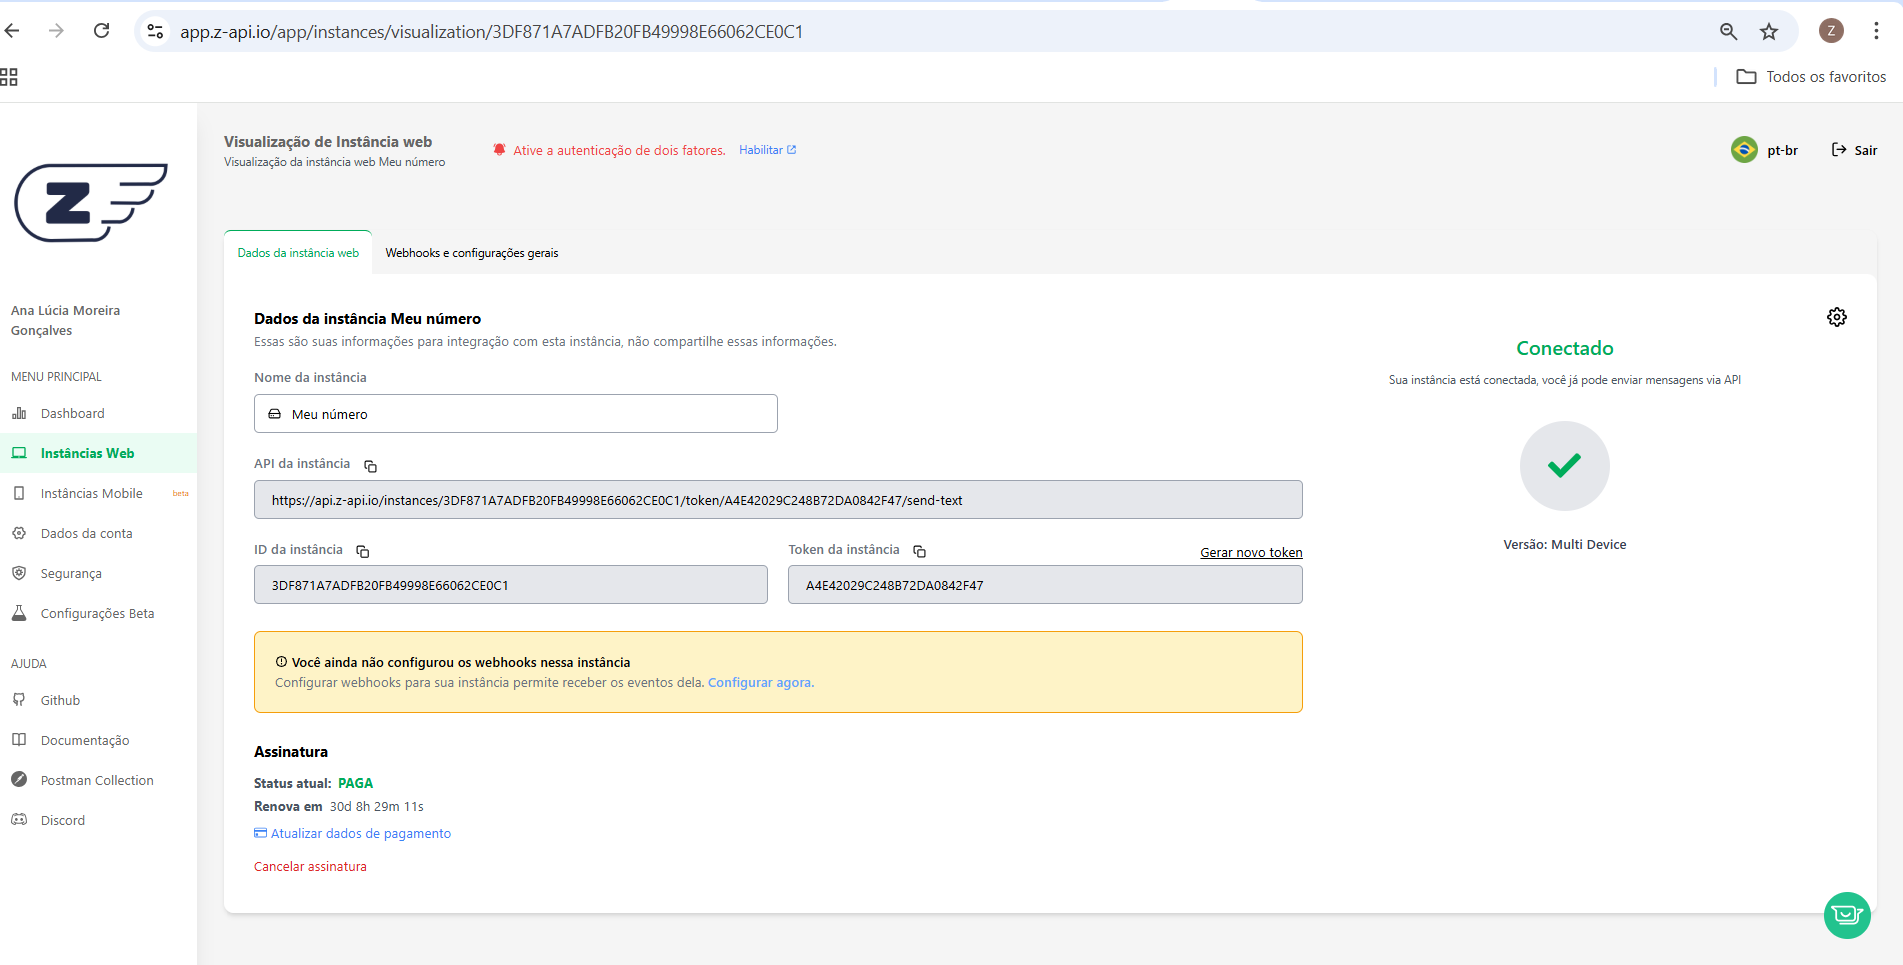 app.z-api.io/app/instances/visualization/3DF871A7ADFB20FB49998E66062CE0C1
Z
Todos os favoritos
Z
Ana Lúcia Moreira
Gonçalves
MENU PRINCIPAL
Dashboard
Instâncias Web
Instâncias Mobile beta
Dados da conta
Segurança
Configurações Beta
AJUDA
Github
Documentação
Postman Collection
Discord
Visualização de Instância web
Visualização da instância web Meu número
Ative a autenticação de dois fatores. Habilitar
pt-br
Sair
Dados da instância web
Webhooks e configurações gerais
Dados da instância Meu número
Essas são suas informações para integração com esta instância, não compartilhe essas informações.
Nome da instância
Meu número
API da instância
https://api.z-api.io/instances/3DF871A7ADFB20FB49998E66062CE0C1/token/A4E42029C248B72DA0842F47/send-text
ID da instância
3DF871A7ADFB20FB49998E66062CE0C1
Token da instância
Gerar novo token
A4E42029C248B72DA0842F47
Você ainda não configurou os webhooks nessa instância
Configurar webhooks para sua instância permite receber os eventos dela. Configurar agora.
Assinatura
Status atual: PAGA
Renova em 30d 8h 29m 11s
Atualizar dados de pagamento
Cancelar assinatura
Conectado
Sua instância está conectada, você já pode enviar mensagens via API
Versão: Multi Device